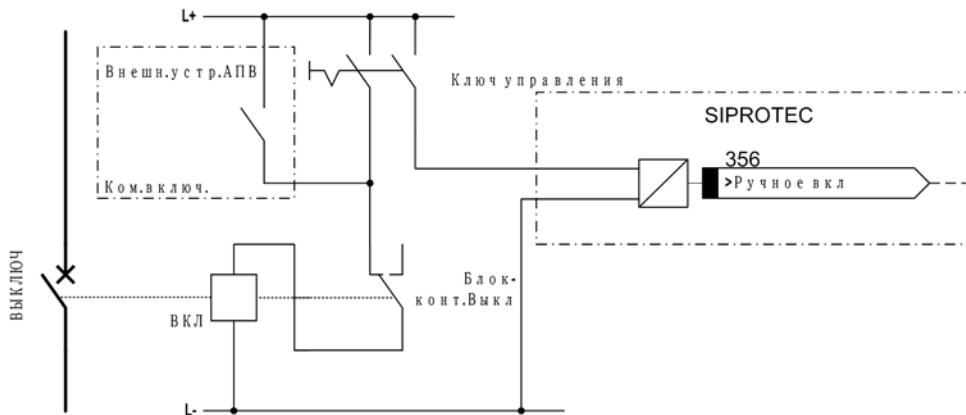 L+
Внешн.устр.АПВ
Ключ управления
SIPROTEC
356
>Ручное вкл
Ком.включ.
ВЫКЛЮЧ
Блок-
конт.Выкл
ВКЛ
L-